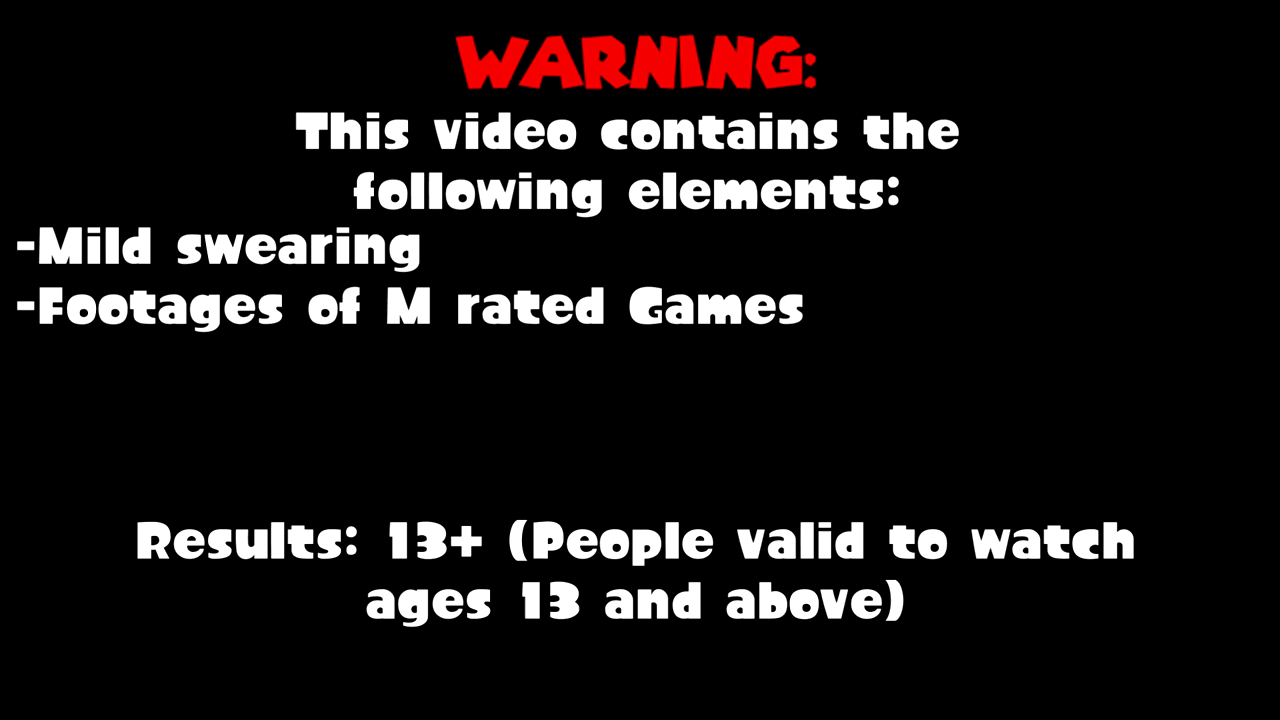 WARNING:
This video contains the
following elements:
-Mild swearing
-Footages of M rated Games
Results: 13+ (People valid to watch
ages 13 and above)